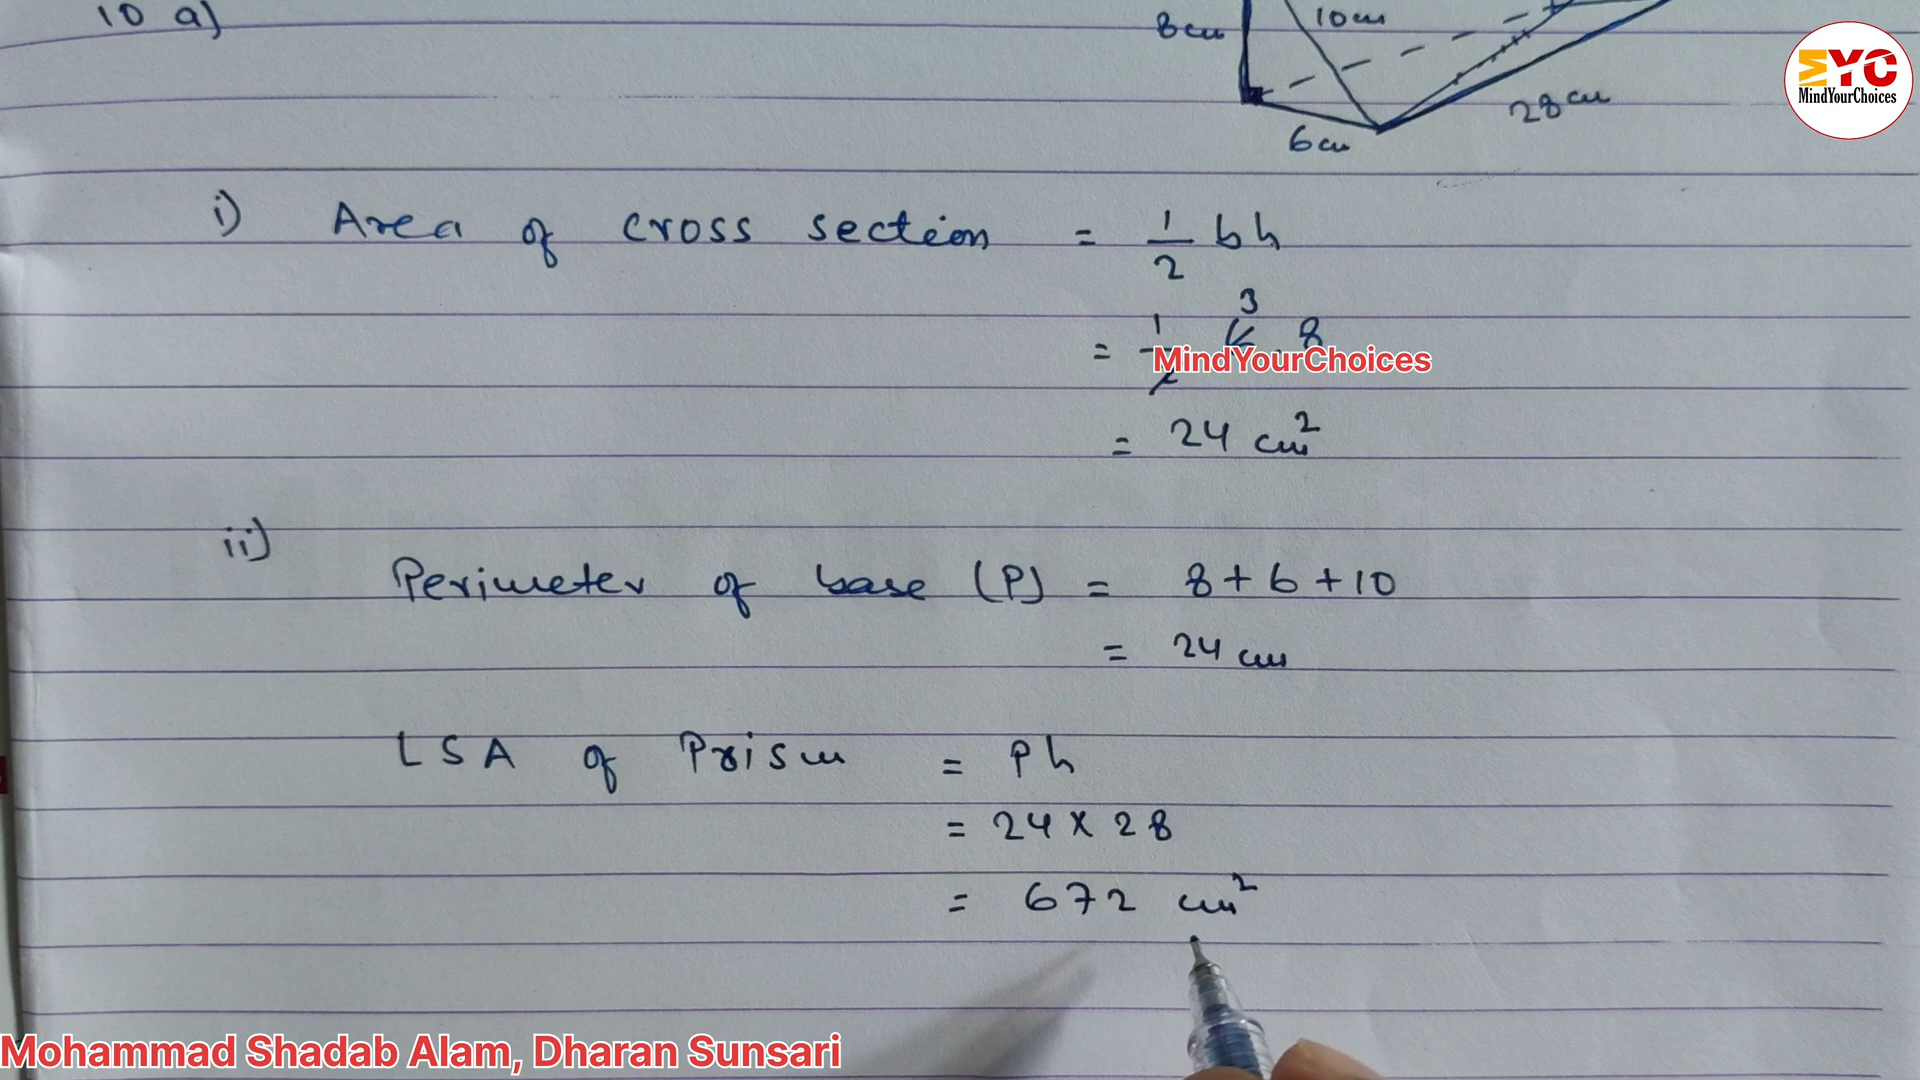 10 a)
8cm
10cm
6cm
28cm
MYC
MindYourChoices
i) Area of cross section = 1/2 bh
3
= 1 6 8
MindYourChoices
2
= 24 cm²
ii)
Perimeter of base (P) = 8+6+10
= 24 cm
LSA of Prism = Ph
= 24 × 28
= 672 cm²
Mohammad Shadab Alam, Dharan Sunsari